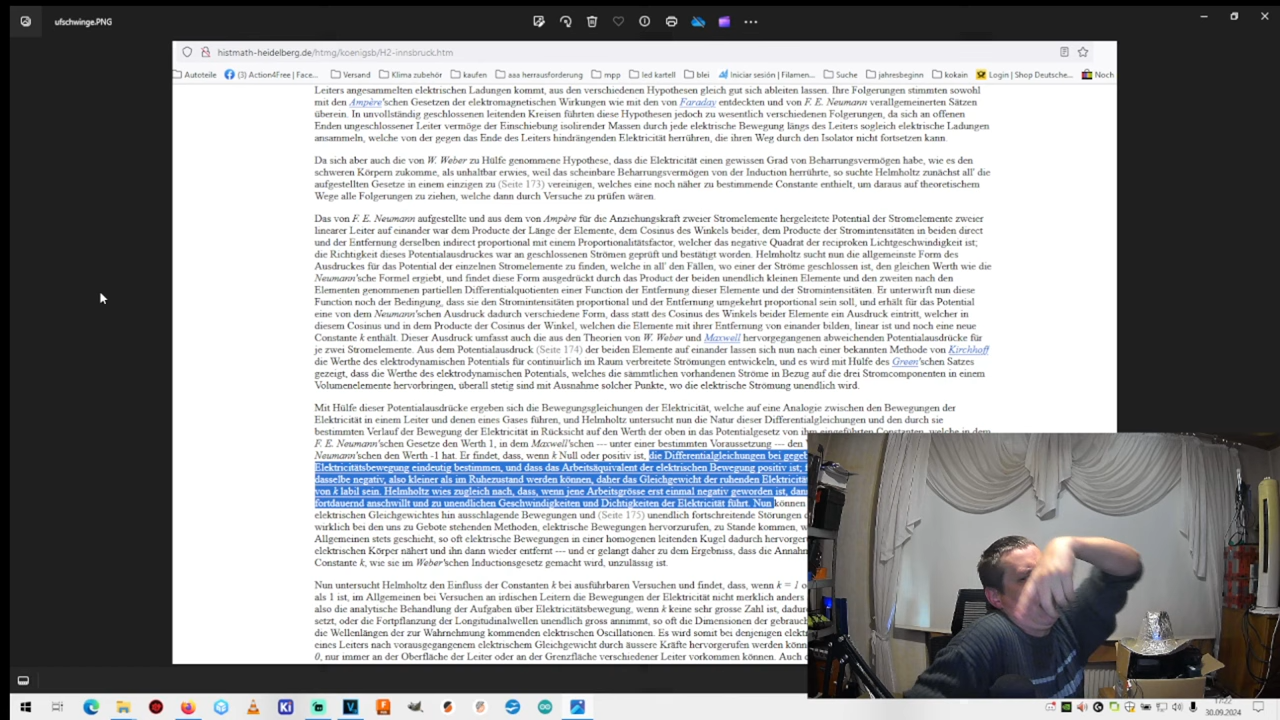 ufschwinge.PNG
histmath-heidelberg.de/htmg/koenigsb/H2-innsbruck.htm
Autoteile (3) Action4Free | Face... Versand Klima zubehör kaufen aaa herrausforderung mpp led kartell blei Iniciar sesión | Filamen... Suche jahresbeginn kokain Login | Shop Deutsche... Noch
Leiters angesammelten elektrischen Ladungen kommt, aus den verschiedenen Hypothesen gleich gut sich ableiten lassen. Ihre Folgerungen stimmten sowohl
mit den Ampère'schen Gesetzen der elektromagnetischen Wirkungen wie mit den von Faraday entdeckten und von F. E. Neumann verallgemeinerten Sätzen
überein. In unvollständig geschlossenen leitenden Kreisen führten diese Hypothesen jedoch zu wesentlich verschiedenen Folgerungen, da sich an offenen
Enden ungeschlossener Leiter vermöge der Einschiebung isolirender Massen durch jede elektrische Bewegung längs des Leiters sogleich elektrische Ladungen
ansammeln, welche von der gegen das Ende des Leiters hindrängenden Elektricität herrühren, die ihren Weg durch den Isolator nicht fortsetzen kann.
Da sich aber auch die von W. Weber zu Hülfe genommene Hypothese, dass die Elektricität einen gewissen Grad von Beharrungsvermögen habe, wie es den
schweren Körpern zukomme, als unhaltbar erwies, weil das scheinbare Beharrungsvermögen von der Induction herrührte, so suchte Helmholtz zunächst all' die
aufgestellten Gesetze in einem einzigen zu (Seite 173) vereinigen, welches eine noch näher zu bestimmende Constante enthielt, um daraus auf theoretischem
Wege alle Folgerungen zu ziehen, welche dann durch Versuche zu prüfen wären.
Das von F. E. Neumann aufgestellte und aus dem von Ampère für die Anziehungskraft zweier Stromelemente hergeleitete Potential der Stromelemente zweier
linearer Leiter auf einander war dem Producte der Länge der Elemente, dem Cosinus des Winkels beider, dem Producte der Stromintensitäten in beiden direct
und der Entfernung derselben indirect proportional mit einem Proportionalitätsfactor, welcher das negative Quadrat der reciproken Lichtgeschwindigkeit ist;
die Richtigkeit dieses Potentialausdruckes war an geschlossenen Strömen geprüft und bestätigt worden. Helmholtz sucht nun die allgemeinste Form des
Ausdruckes für das Potential der einzelnen Stromelemente zu finden, welche in all' den Fällen, wo einer der Ströme geschlossen ist, den gleichen Werth wie die
Neumann'sche Formel ergiebt, und findet diese Form ausgedrückt durch das Product der beiden unendlich kleinen Elemente und den zweiten nach den
Elementen genommenen partiellen Differentialquotienten einer Function der Entfernung dieser Elemente und der Stromintensitäten. Er unterwirft nun diese
Function noch der Bedingung, dass sie den Stromintensitäten proportional und der Entfernung umgekehrt proportional sein soll, und erhält für das Potential
eine von dem Neumann'schen Ausdruck dadurch verschiedene Form, dass statt des Cosinus des Winkels beider Elemente ein Ausdruck eintritt, welcher in
diesem Cosinus und in dem Producte der Cosinus der Winkel, welchen die Elemente mit ihrer Entfernung von einander bilden, linear ist und noch eine neue
Constante k enthält. Dieser Ausdruck umfasst auch die aus den Theorien von W. Weber und Maxwell hervorgegangenen abweichenden Potentialausdrücke für
je zwei Stromelemente. Aus dem Potentialausdruck (Seite 174) der beiden Elemente auf einander lassen sich nun nach einer bekannten Methode von Kirchhoff
die Werthe des elektrodynamischen Potentials für continuirlich im Raum verbreitete Strömungen entwickeln, und es wird mit Hülfe des Green'schen Satzes
gezeigt, dass die Werthe des elektrodynamischen Potentials, welches die sämmtlichen vorhandenen Ströme in Bezug auf die drei Stromcomponenten in einem
Volumenelemente hervorbringen, überall stetig sind mit Ausnahme solcher Punkte, wo die elektrische Strömung unendlich wird.
Mit Hülfe dieser Potentialausdrücke ergeben sich die Bewegungsgleichungen der Elektricität, welche auf eine Analogie zwischen den Bewegungen der
Elektricität in einem Leiter und denen eines Gases führen, und Helmholtz untersucht nun die Natur dieser Differentialgleichungen und den durch sie
bestimmten Verlauf der Bewegung der Elektricität in Rücksicht auf den Werth der oben in das Potentialgesetz von ihm eingeführten Constanten, welche in dem
F. E. Neumann'schen Gesetze den Werth 1, in dem Maxwell'schen --- unter einer bestimmten Voraussetzung --- den
Neumann'schen den Werth -1 hat. Er findet, dass, wenn k Null oder positiv ist, die Differentialgleichungen bei
Elektricitätsbewegung eindeutig bestimmen, und dass das Arbeitsäquivalent der elektrischen Bewegung positiv ist;
dasselbe negativ, also kleiner als im Ruhezustand werden können, daher das Gleichgewicht der ruhenden
von k labil sein. Helmholtz wies zugleich nach, dass, wenn jene Arbeitsgrösse erst einmal negativ geworden ist,
fortdauernd anschwillt und zu unendlichen Geschwindigkeiten und Dichtigkeiten der Elektricität führt. Nun können
elektrischen Gleichgewichtes hin ausschlagende Bewegungen und (Seite 175) unendlich fortschreitende Störungen
wirklich bei den uns zu Gebote stehenden Methoden, elektrische Bewegungen hervorzurufen, zu Stande kommen,
Allgemeinen stets geschieht, so oft elektrische Bewegungen in einer homogenen leitenden Kugel dadurch
elektrischen Körper nähert und ihn dann wieder entfernt --- und er gelangt daher zu dem Ergebniss, dass die
Constante k, wie sie im Weber'schen Inductionsgesetz gemacht wird, unzulässig ist.
Nun untersucht Helmholtz den Einfluss der Constanten k bei ausführbaren Versuchen und findet, dass, wenn k = 1
als 1 ist, im Allgemeinen bei Versuchen an irdischen Leitern die Bewegungen der Elektricität nicht merklich anders
also die analytische Behandlung der Aufgaben über Elektricitätsbewegung, wenn k keine sehr grosse Zahl ist,
setzt, oder die Fortpflanzung der Longitudinalwellen unendlich gross annimmt, so oft die Dimensionen der
die Wellenlängen der zur Wahrnehmung kommenden elektrischen Oscillationen. Es wird somit bei denjenigen
eines Leiters nach vorausgegangenem elektrischem Gleichgewicht durch äussere Kräfte hervorgerufen werden
0, nur immer an der Oberfläche der Leiter oder an der Grenzfläche verschiedener Leiter vorkommen können. Auch
Ki
V
F
17:22
30.09.2024